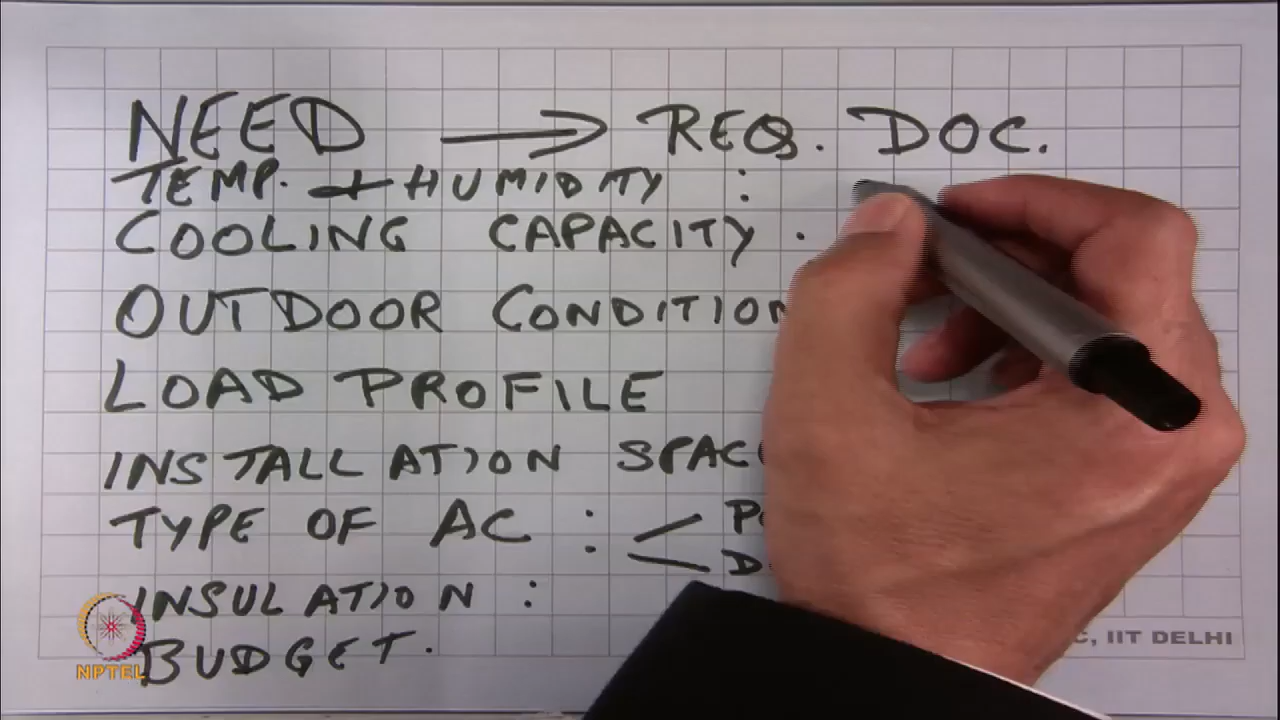 NEED → REQ. DOC.
TEMP. + HUMIDITY :
COOLING CAPACITY .
OUTDOOR CONDITION
LOAD PROFILE
INSTALLATION SPAC
TYPE OF AC : <
INSULATION :
BUDGET.
NPTEL
C, IIT DELHI